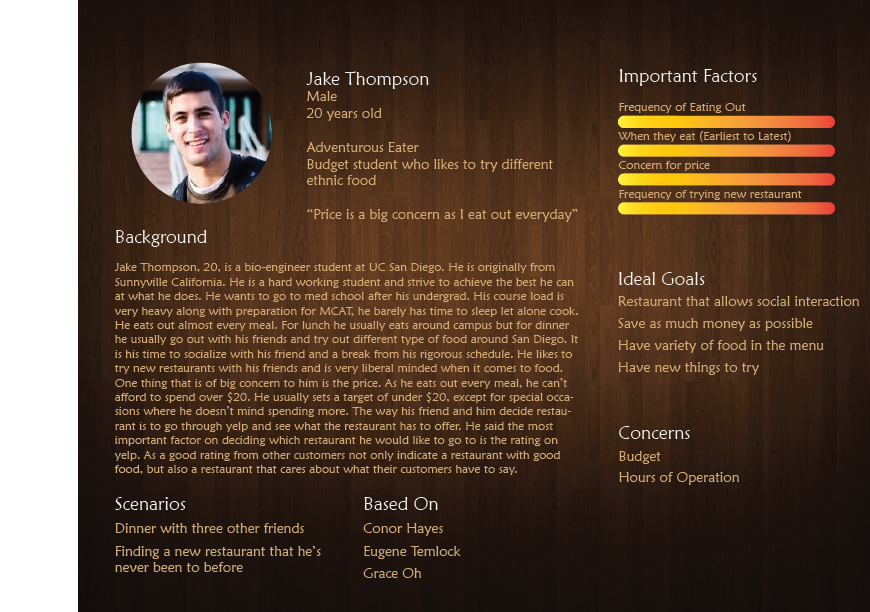 Jake Thompson
Male
20 years old
Adventurous Eater
Budget student who likes to try different
ethnic food
“Price is a big concern as I eat out everyday”
Background
Jake Thompson, 20, is a bio-engineer student at UC San Diego. He is originally from
Sunnyville California. He is a hard working student and strive to achieve the best he can
at what he does. He wants to go to med school after his undergrad. His course load is
very heavy along with preparation for MCAT, he barely has time to sleep let alone cook.
He eats out almost every meal. For lunch he usually eats around campus but for dinner
he usually go out with his friends and try out different type of food around San Diego. It
is his time to socialize with his friend and a break from his rigorous schedule. He likes to
try new restaurants with his friends and is very liberal minded when it comes to food.
One thing that is of big concern to him is the price. As he eats out every meal, he can’t
afford to spend over $20. He usually sets a target of under $20, except for special occa-
sions where he doesn’t mind spending more. The way his friend and him decide restau-
rant is to go through yelp and see what the restaurant has to offer. He said the most
important factor on deciding which restaurant he would like to go to is the rating on
yelp. As a good rating from other customers not only indicate a restaurant with good
food, but also a restaurant that cares about what their customers have to say.
Scenarios
Dinner with three other friends
Finding a new restaurant that he’s
never been to before
Based On
Conor Hayes
Eugene Temlock
Grace Oh
Important Factors
Frequency of Eating Out
When they eat (Earliest to Latest)
Concern for price
Frequency of trying new restaurant
Ideal Goals
Restaurant that allows social interaction
Save as much money as possible
Have variety of food in the menu
Have new things to try
Concerns
Budget
Hours of Operation